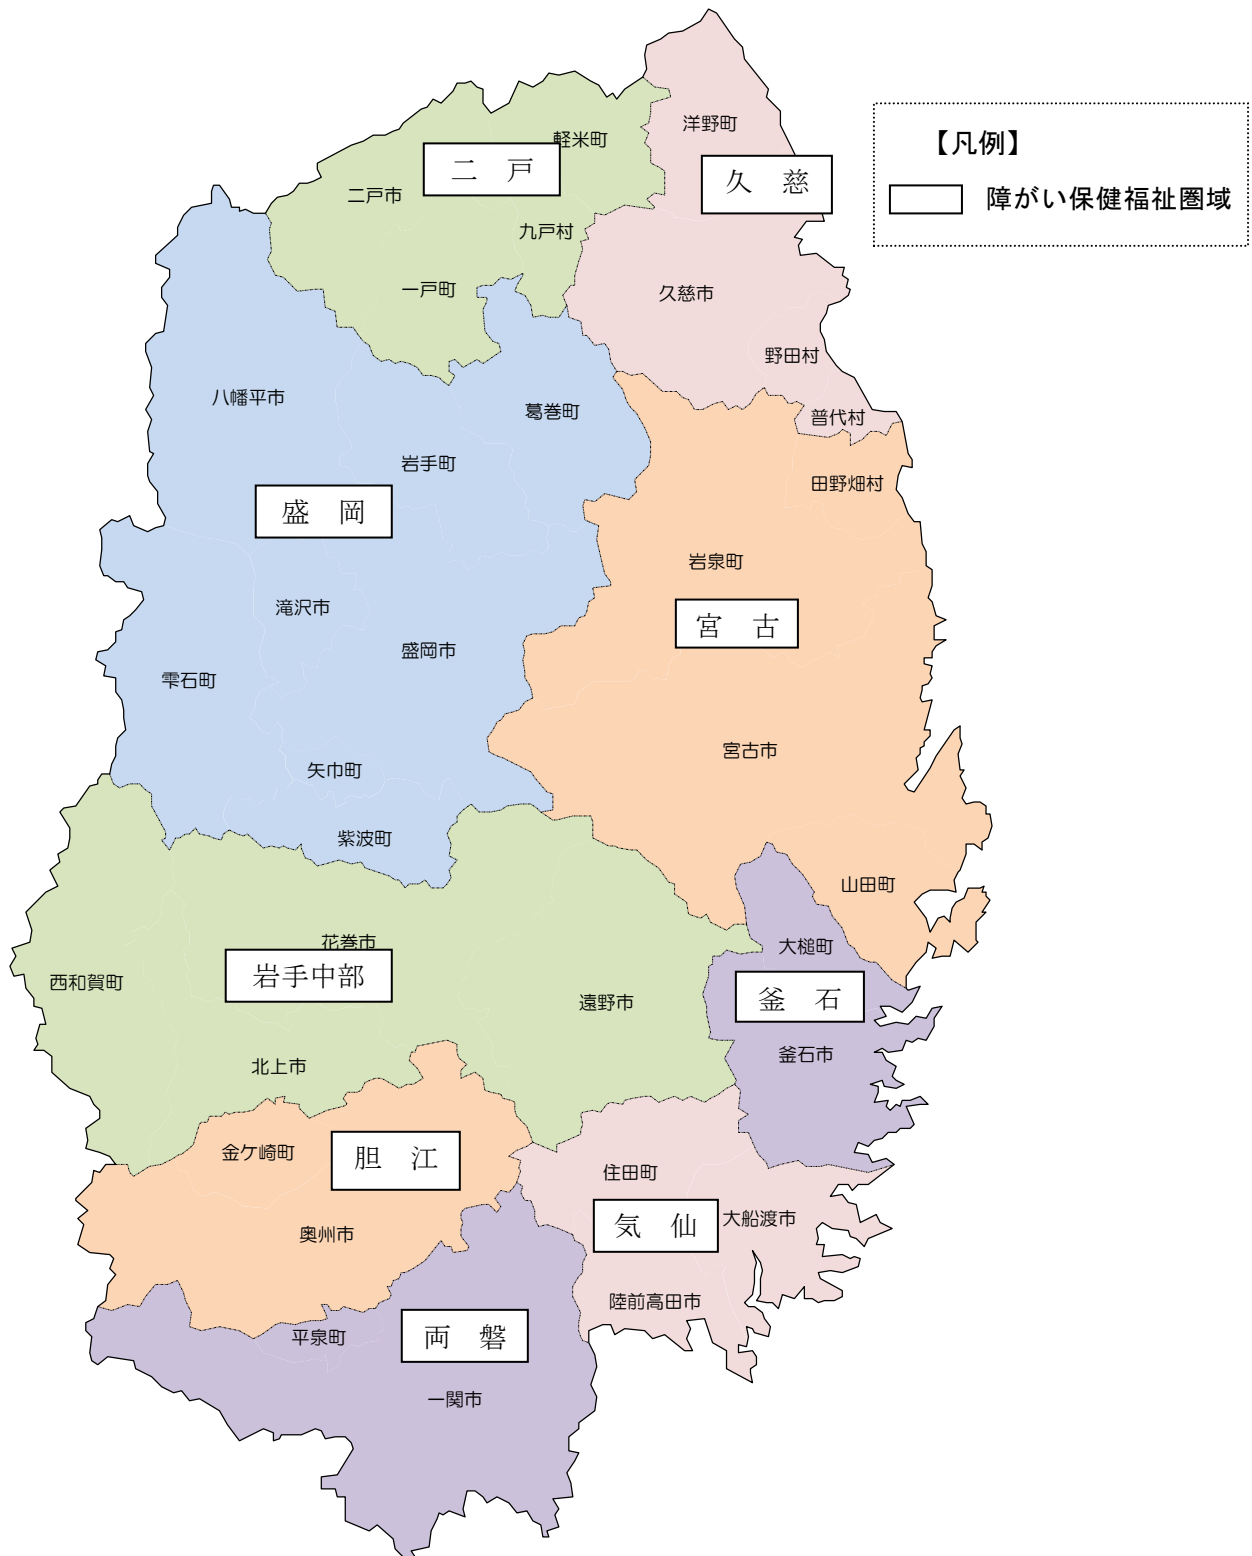 洋野町
軽米町
【凡例】
二　戸
久　慈
二戸市
障がい保健福祉圏域
九戸村
一戸町
久慈市
野田村
八幡平市
葛巻町
普代村
岩手町
田野畑村
盛　岡
岩泉町
滝沢市
宮　古
盛岡市
雫石町
宮古市
矢巾町
紫波町
山田町
花巻市
大槌町
岩手中部
西和賀町
釜　石
遠野市
釜石市
北上市
金ケ崎町
胆　江
住田町
大船渡市
気　仙
奥州市
陸前高田市
平泉町
両　磐
一関市